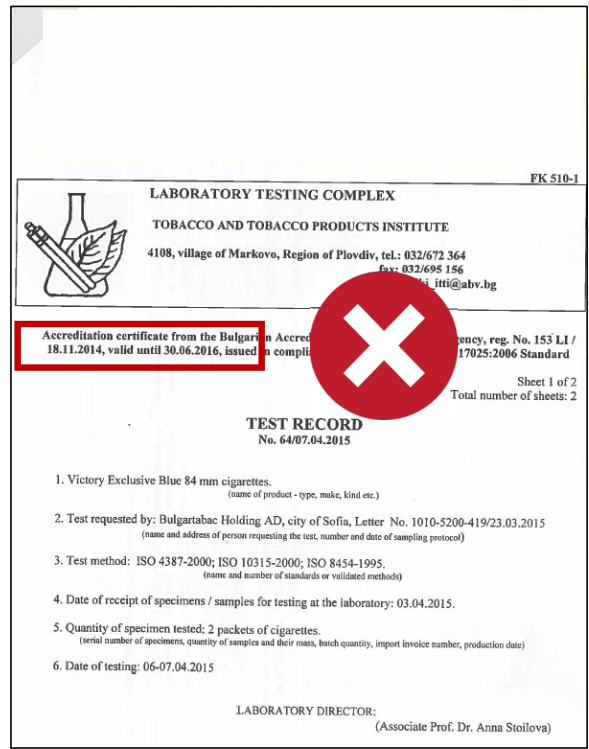 FK 510-1
LABORATORY TESTING COMPLEX
TOBACCO AND TOBACCO PRODUCTS INSTITUTE
4108, village of Markovo, Region of Plovdiv, tel.: 032/672 364
fax: 032/695 156
itti@abv.bg
Accreditation certificate from the Bulgarian Accred ency, reg. No. 153 LI /
18.11.2014, valid until 30.06.2016, issued in compli 17025:2006 Standard
Sheet 1 of 2
Total number of sheets: 2
TEST RECORD
No. 64/07.04.2015
1. Victory Exclusive Blue 84 mm cigarettes.
(name of product - type, make, kind etc.)
2. Test requested by: Bulgartabac Holding AD, city of Sofia, Letter No. 1010-5200-419/23.03.2015
(name and address of person requesting the test, number and date of sampling protocol)
3. Test method: ISO 4387-2000; ISO 10315-2000; ISO 8454-1995.
(name and number of standards or validated methods)
4. Date of receipt of specimens / samples for testing at the laboratory: 03.04.2015.
5. Quantity of specimen tested: 2 packets of cigarettes.
(serial number of specimens, quantity of samples and their mass, batch quantity, import invoice number, production date)
6. Date of testing: 06-07.04.2015
LABORATORY DIRECTOR:
(Associate Prof. Dr. Anna Stoilova)